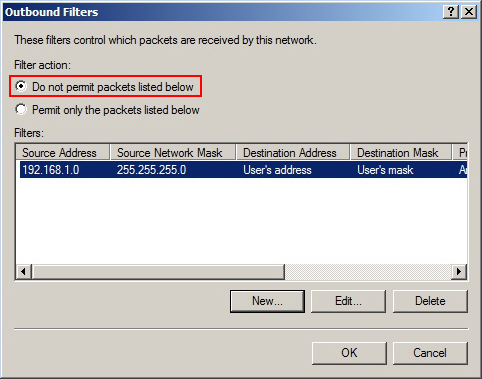 Outbound Filters
These filters control which packets are received by this network.
Filter action:
Do not permit packets listed below
Permit only the packets listed below
Filters:
Source Address Source Network Mask Destination Address Destination Mask
192.168.1.0 255.255.255.0 User's address User's mask
New... Edit... Delete
OK Cancel